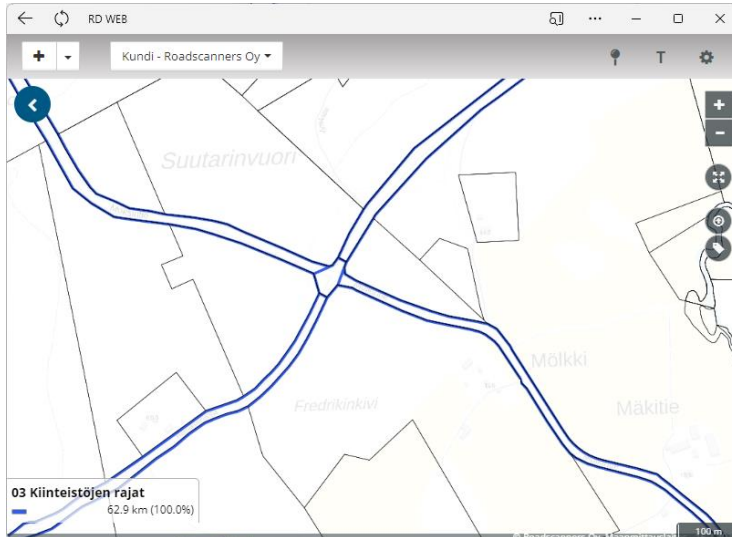 RD WEB
Kundi - Roadscanners Oy
T
Suutarinvuori
Mölkki
Fredrikinkivi
Mäkitie
03 Kiinteistöjen rajat
62.9 km (100.0%)
100 m